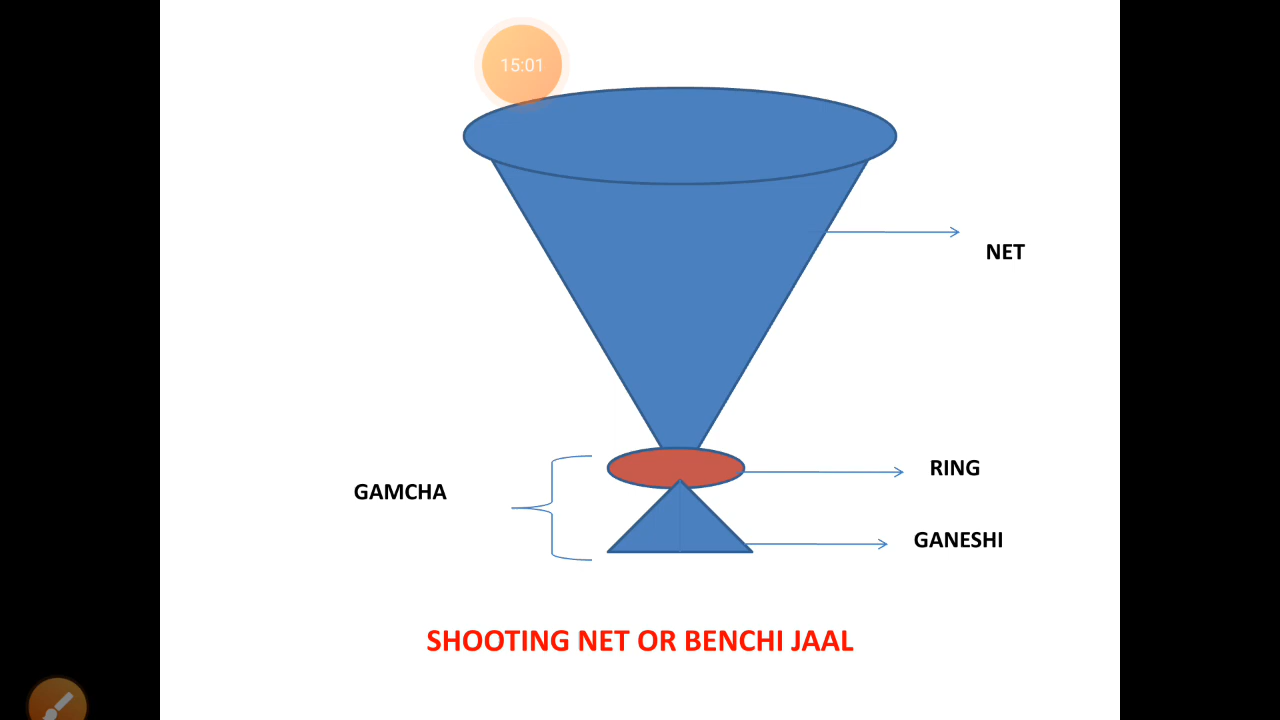 15:01
NET
RING
GAMCHA
GANESHI
SHOOTING NET OR BENCHI JAAL